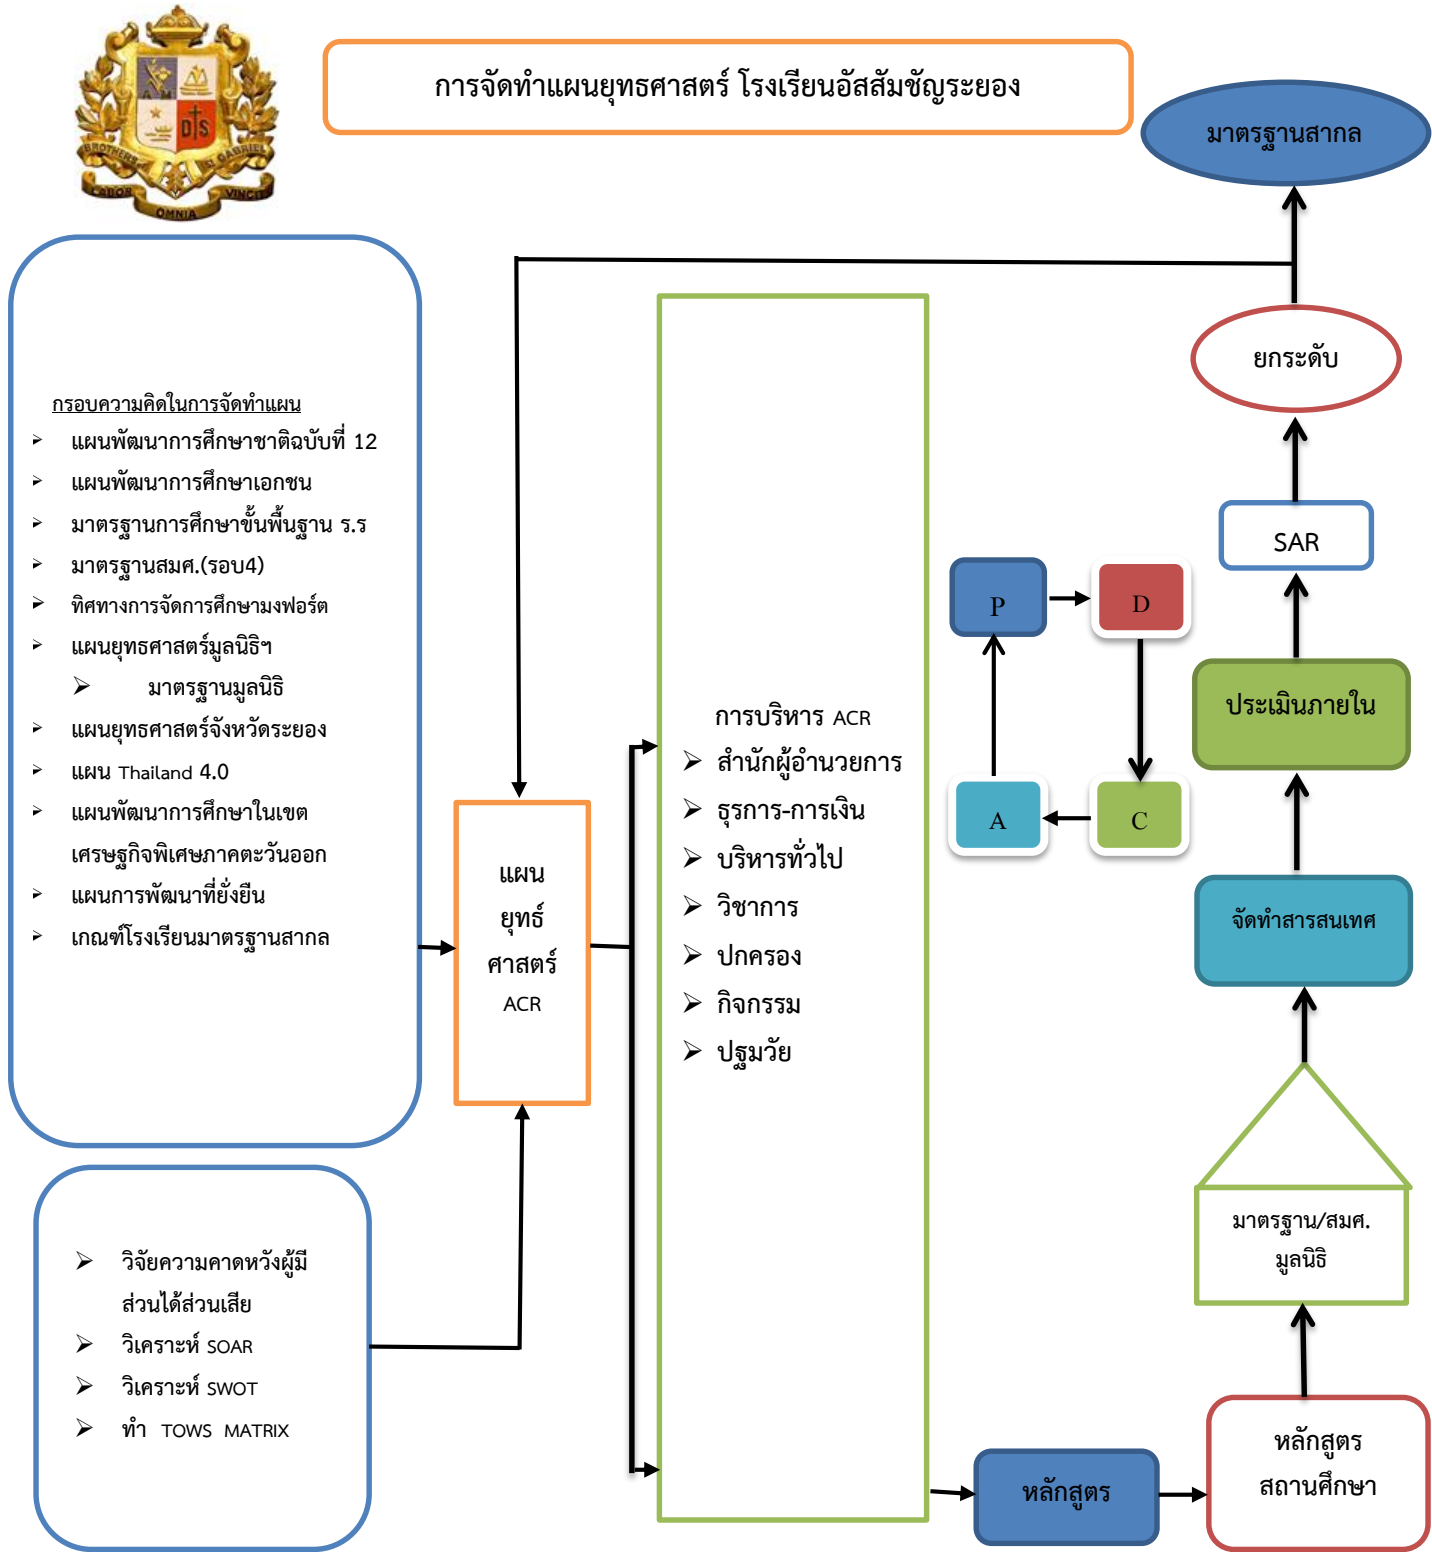 การจัดทำแผนยุทธศาสตร์ โรงเรียนอัสสัมชัญระยอง
A M
D S
BROTHERS
ST GABRIEL
LABOR
OMNIA
VINCIT
มาตรฐานสากล
ยกระดับ
SAR
ประเมินภายใน
จัดทำสารสนเทศ
มาตรฐาน/สมศ.
มูลนิธิ
หลักสูตร
สถานศึกษา
หลักสูตร
กรอบความคิดในการจัดทำแผน
แผนพัฒนาการศึกษาชาติฉบับที่ 12
แผนพัฒนาการศึกษาเอกชน
มาตรฐานการศึกษาขั้นพื้นฐาน ร.ร
มาตรฐานสมศ.(รอบ4)
ทิศทางการจัดการศึกษามงฟอร์ต
แผนยุทธศาสตร์มูลนิธิฯ
มาตรฐานมูลนิธิ
แผนยุทธศาสตร์จังหวัดระยอง
แผน Thailand 4.0
แผนพัฒนาการศึกษาในเขต
เศรษฐกิจพิเศษภาคตะวันออก
แผนการพัฒนาที่ยั่งยืน
เกณฑ์โรงเรียนมาตรฐานสากล
วิจัยความคาดหวังผู้มี
ส่วนได้ส่วนเสีย
วิเคราะห์ SOAR
วิเคราะห์ SWOT
ทำ TOWS MATRIX
แผน
ยุทธ์
ศาสตร์
ACR
การบริหาร ACR
สำนักผู้อำนวยการ
ธุรการ-การเงิน
บริหารทั่วไป
วิชาการ
ปกครอง
กิจกรรม
ปฐมวัย
P
D
A
C